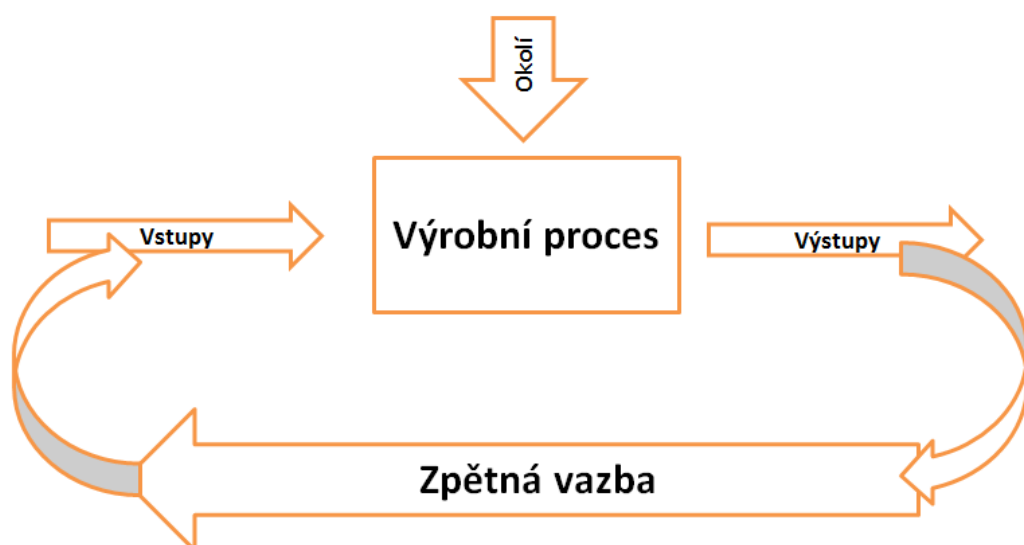 Okolí
Vstupy
Výrobní proces
Výstupy
Zpětná vazba